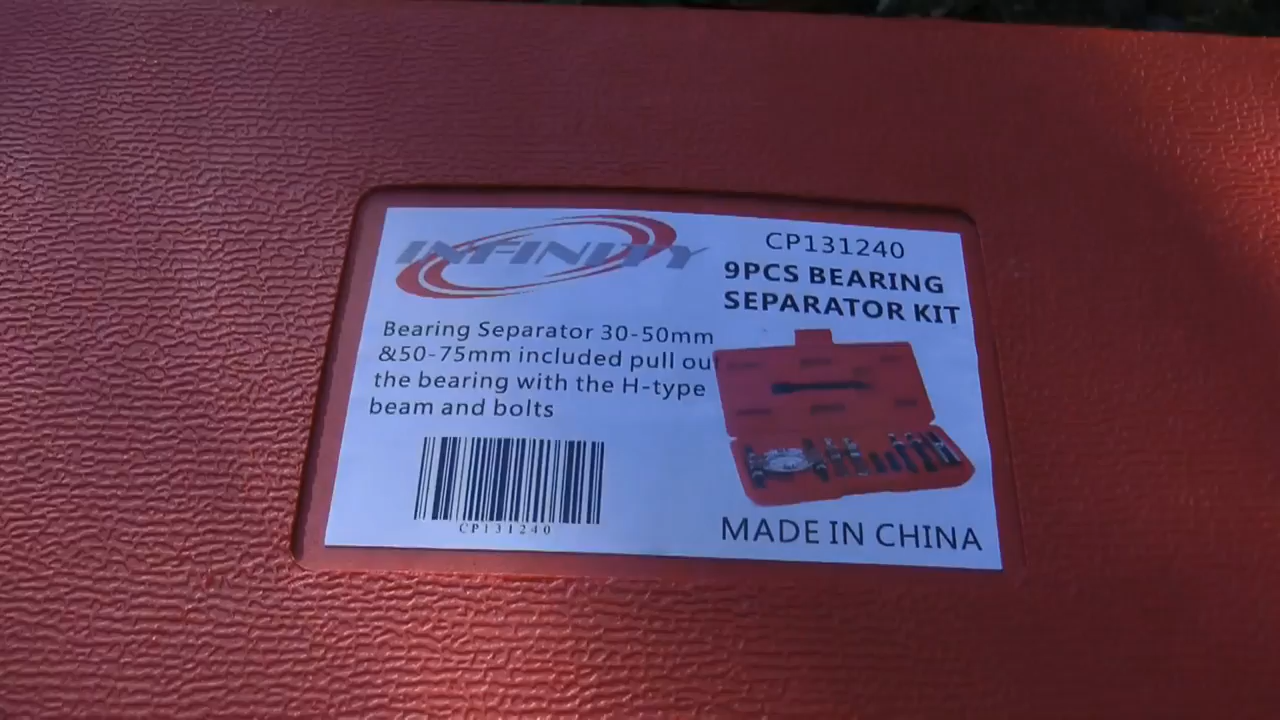 INFINITY
CP131240
9PCS BEARING
SEPARATOR KIT
Bearing Separator 30-50mm
&50-75mm included pull out
the bearing with the H-type
beam and bolts
CP131240
MADE IN CHINA